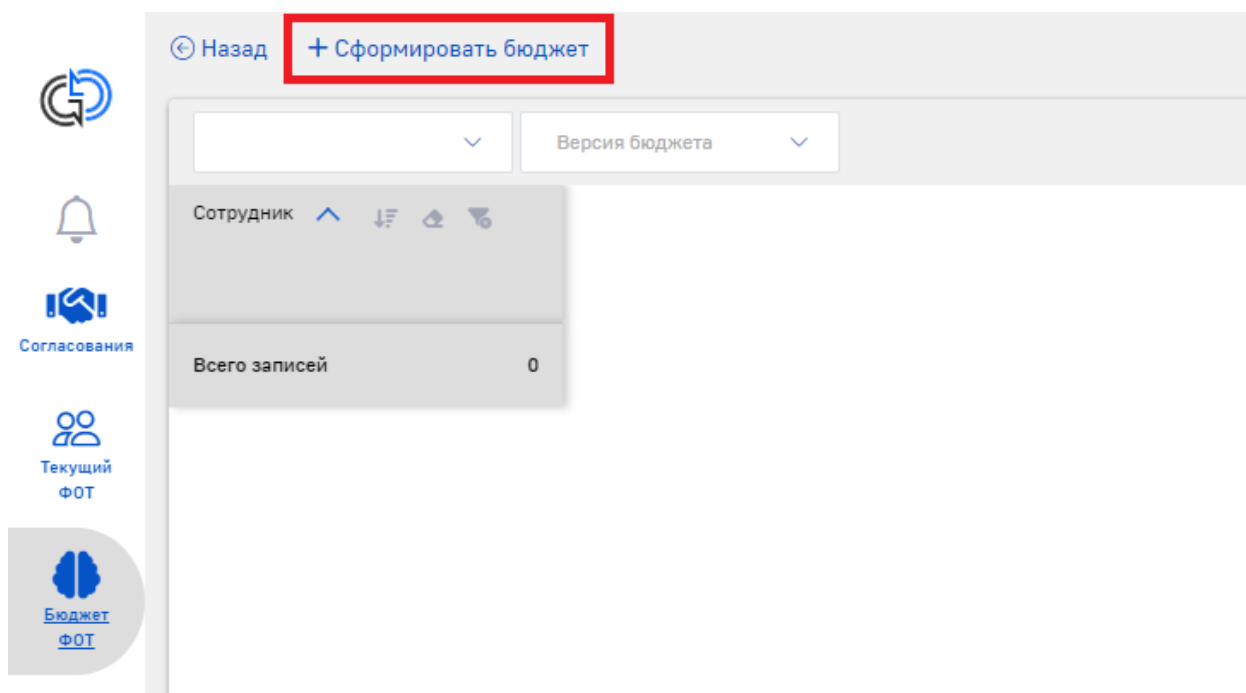 Назад
+ Сформировать бюджет
Версия бюджета
Сотрудник
Всего записей 0
Согласования
Текущий
ФОТ
Бюджет
ФОТ